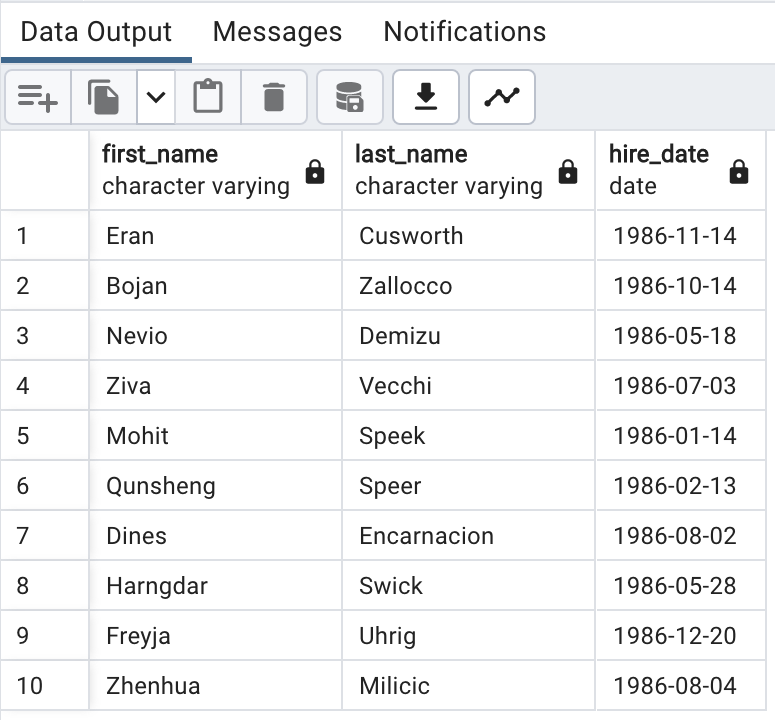 Data Output Messages Notifications
first_name last_name hire_date
character varying character varying date
1 Eran Cusworth 1986-11-14
2 Bojan Zallocco 1986-10-14
3 Nevio Demizu 1986-05-18
4 Ziva Vecchi 1986-07-03
5 Mohit Speek 1986-01-14
6 Qunsheng Speer 1986-02-13
7 Dines Encarnacion 1986-08-02
8 Harngdar Swick 1986-05-28
9 Freyja Uhrig 1986-12-20
10 Zhenhua Milicic 1986-08-04